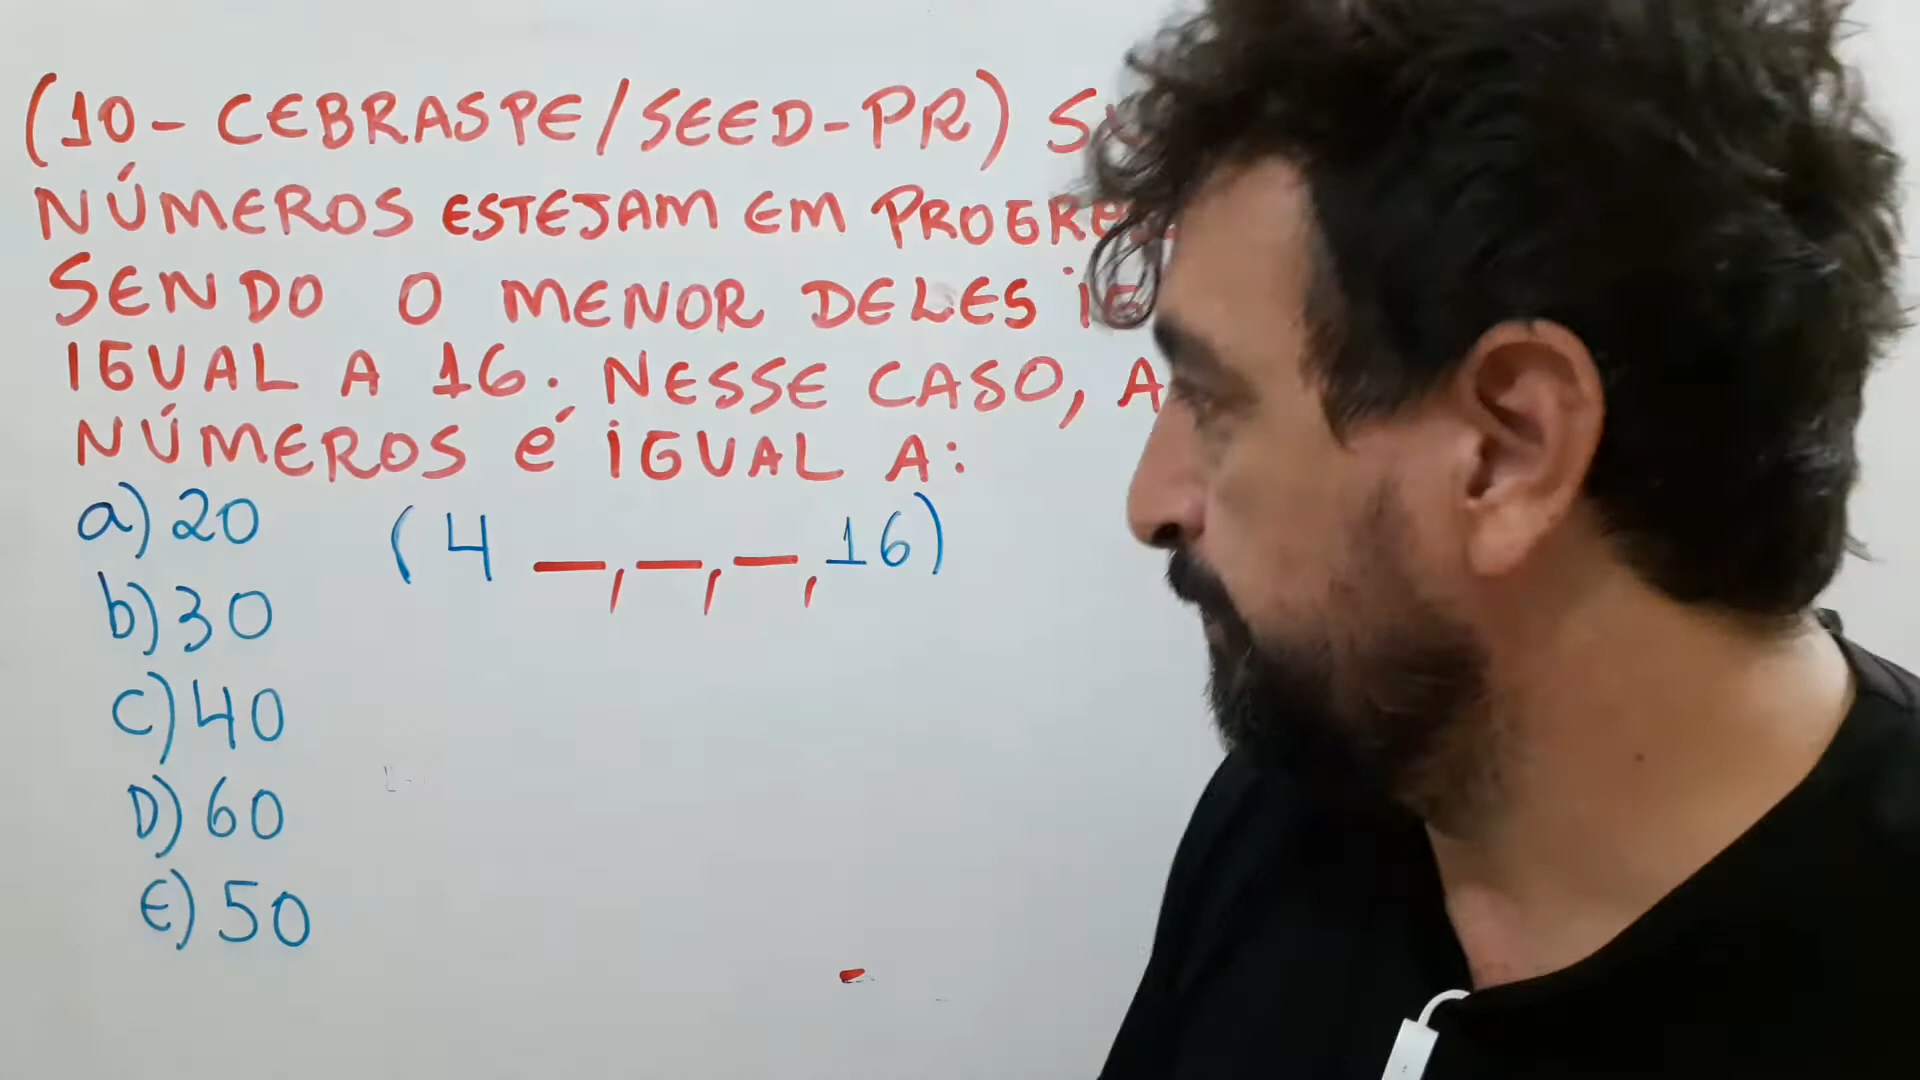 (10- CEBRASPE/SEED-PR)
NÚMEROS ESTEJAM EM
SENDO O MENOR DELES
IGUAL A 16. NESSE CASO, A
NÚMEROS É IGUAL A:
a) 20 (4 _, _, _, 16)
b) 30
C) 40
D) 60
E) 50